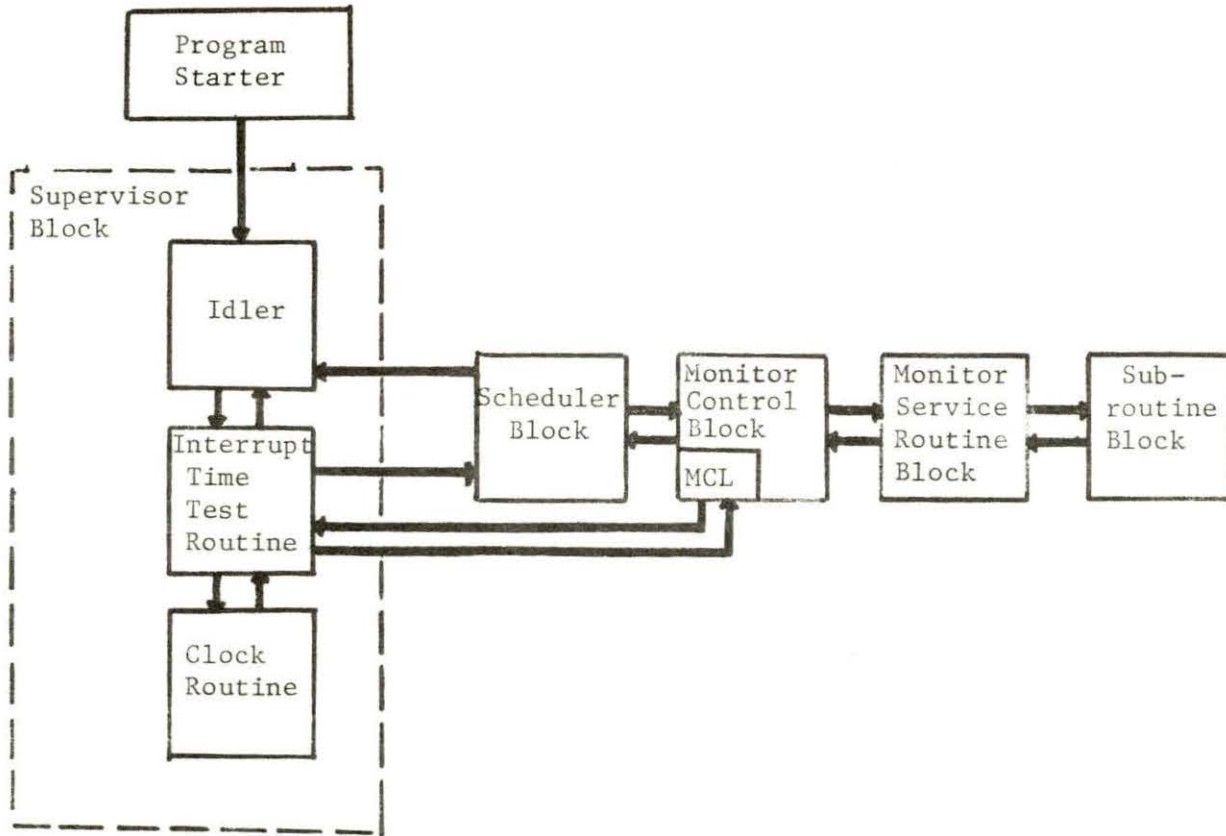 Program
Starter
Supervisor
Block
Idler
Interrupt
Time
Test
Routine
Clock
Routine
Scheduler
Block
Monitor
Control
Block
MCL
Monitor
Service
Routine
Block
Sub-
routine
Block